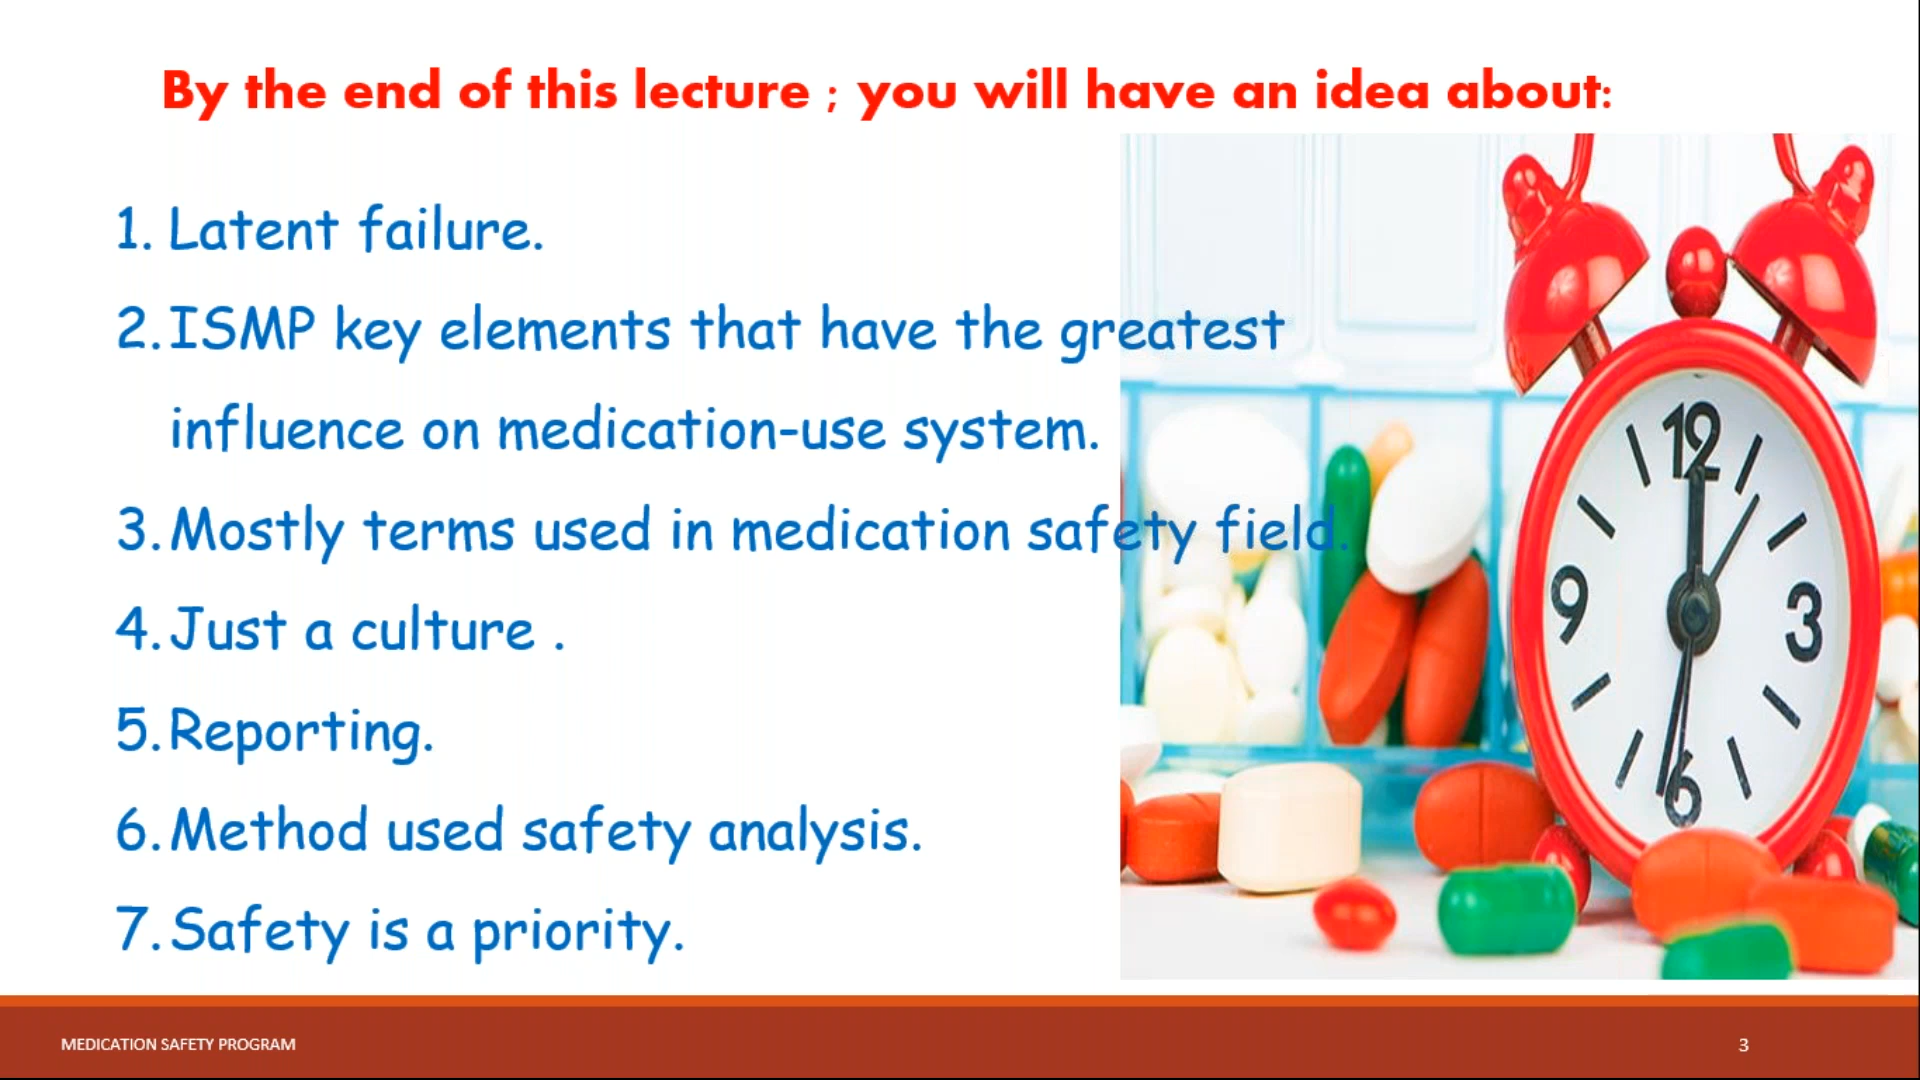 By the end of this lecture ; you will have an idea about:
1. Latent failure.
2. ISMP key elements that have the greatest
influence on medication-use system.
3. Mostly terms used in medication safety field.
4. Just a culture .
5. Reporting.
6. Method used safety analysis.
7. Safety is a priority.
12
9
3
6
MEDICATION SAFETY PROGRAM
3